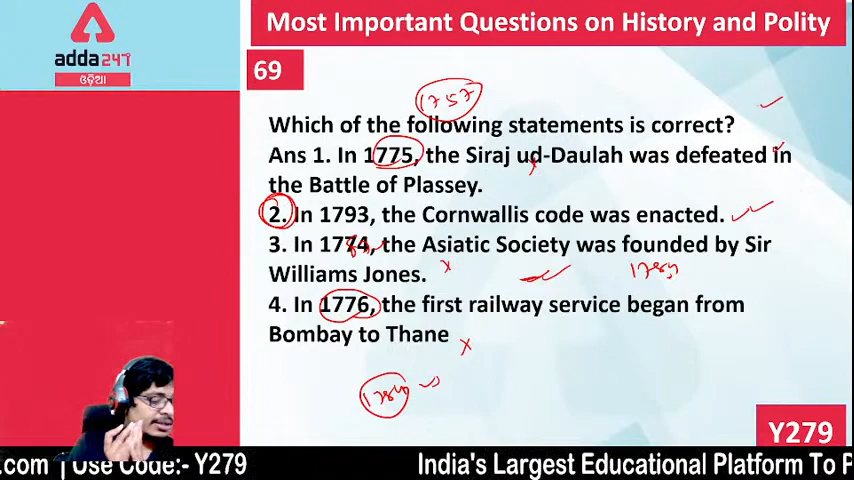 Most Important Questions on History and Polity
adda247
ଓଡ଼ିଆ
69
1757
Which of the following statements is correct?
Ans 1. In 1775, the Siraj ud-Daulah was defeated in
the Battle of Plassey.
2. In 1793, the Cornwallis code was enacted.
3. In 1774, the Asiatic Society was founded by Sir
Williams Jones.
1784
4. In 1776, the first railway service began from
Bombay to Thane
Y279
.com | Use Code:- Y279
India's Largest Educational Platform To P